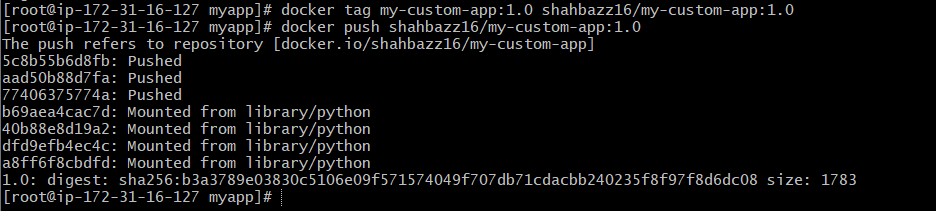 [root@ip-172-31-16-127 myapp]# docker tag my-custom-app:1.0 shahbazz16/my-custom-app:1.0
[root@ip-172-31-16-127 myapp]# docker push shahbazz16/my-custom-app:1.0
The push refers to repository [docker.io/shahbazz16/my-custom-app]
5c8b55b6d8fb: Pushed
aad50b88d7fa: Pushed
77406375774a: Pushed
b69aea4cac7d: Mounted from library/python
40b88e8d19a2: Mounted from library/python
dfd9efb4ec4c: Mounted from library/python
a8ff6f8cbdfd: Mounted from library/python
1.0: digest: sha256:b3a3789e03830c5106e09f571574049f707db71cdacbb240235f8f97f8d6dc08 size: 1783
[root@ip-172-31-16-127 myapp]#